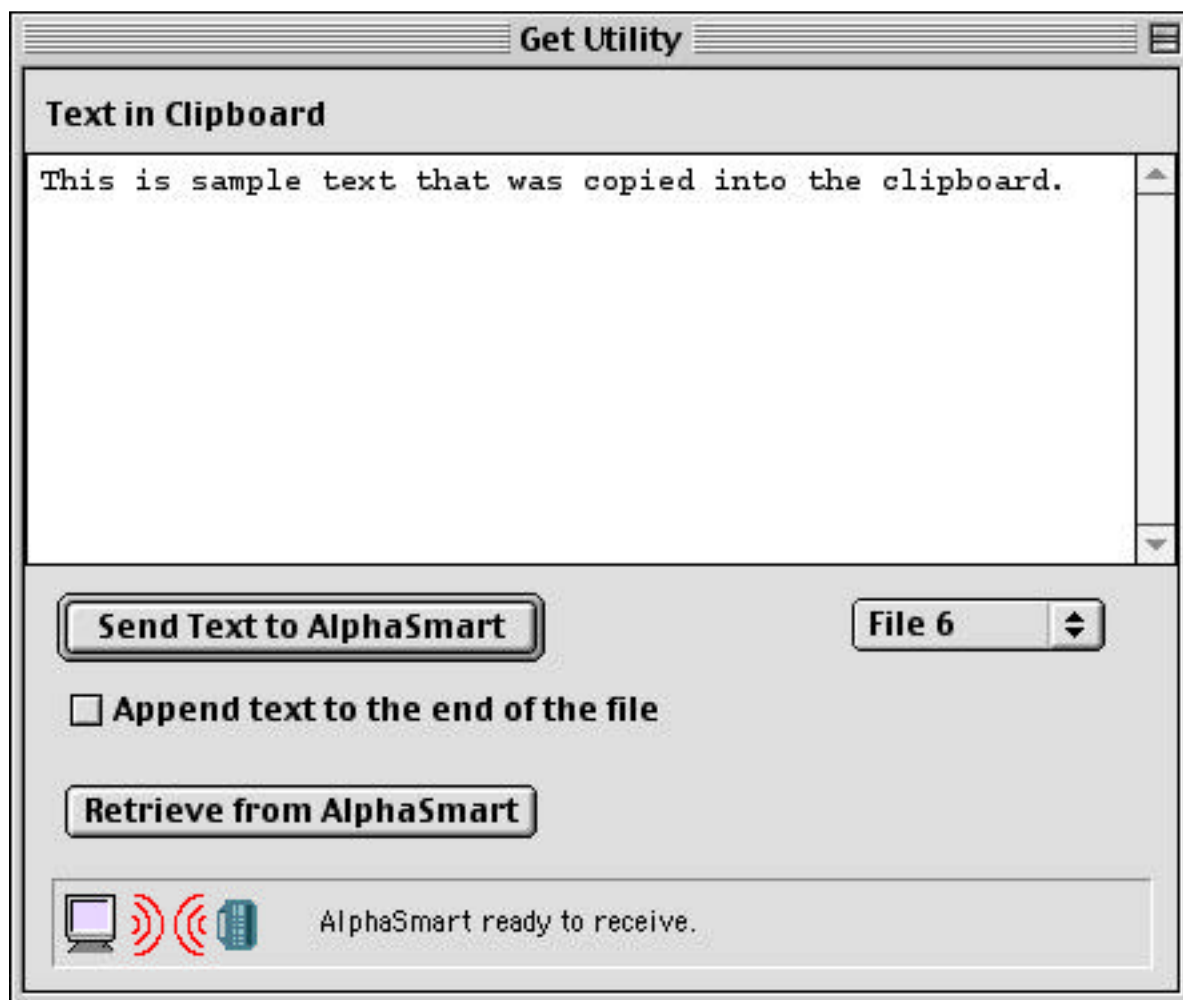 Get Utility
Text in Clipboard
This is sample text that was copied into the clipboard.
Send Text to AlphaSmart
File 6
Append text to the end of the file
Retrieve from AlphaSmart
AlphaSmart ready to receive.